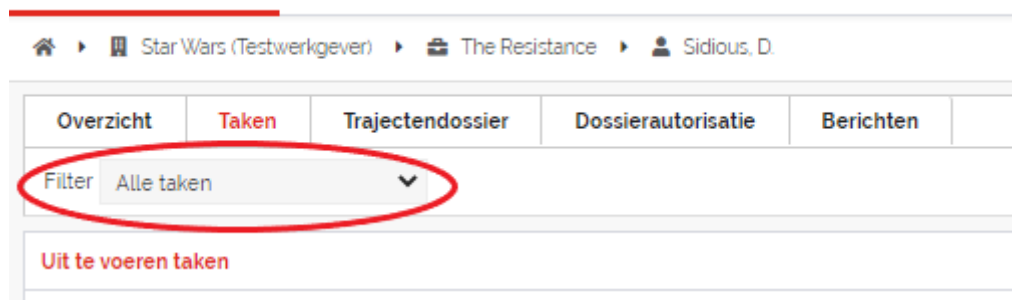 Star Wars (Testwerkgever) The Resistance Sidious, D.
Overzicht Taken Trajectendossier Dossierautorisatie Berichten
Filter Alle taken
Uit te voeren taken